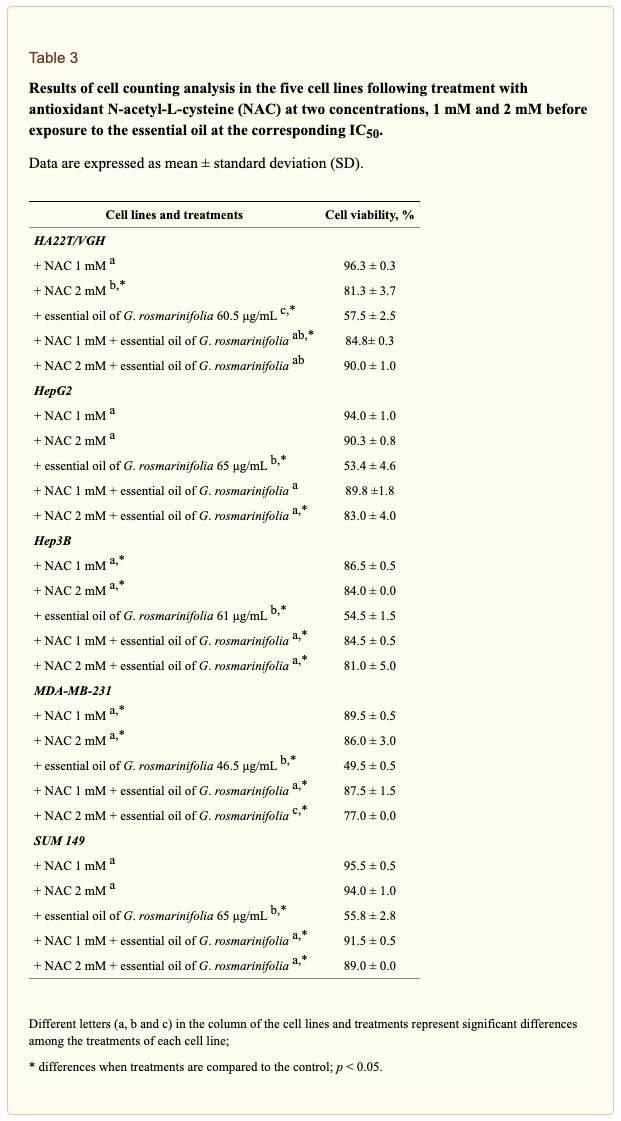 Table 3
Results of cell counting analysis in the five cell lines following treatment with
antioxidant N-acetyl-L-cysteine (NAC) at two concentrations, 1 mM and 2 mM before
exposure to the essential oil at the corresponding IC50.
Data are expressed as mean ± standard deviation (SD).
Cell lines and treatments Cell viability, %
HA22T/VGH
+ NAC 1 mM a 96.3 ± 0.3
+ NAC 2 mM b,* 81.3 ± 3.7
+ essential oil of G. rosmarinifolia 60.5 μg/mL c,* 57.5 ± 2.5
+ NAC 1 mM + essential oil of G. rosmarinifolia ab,* 84.8± 0.3
+ NAC 2 mM + essential oil of G. rosmarinifolia ab 90.0 ± 1.0
HepG2
+ NAC 1 mM a 94.0 ± 1.0
+ NAC 2 mM a 90.3 ± 0.8
+ essential oil of G. rosmarinifolia 65 μg/mL b,* 53.4 ± 4.6
+ NAC 1 mM + essential oil of G. rosmarinifolia a 89.8 ±1.8
+ NAC 2 mM + essential oil of G. rosmarinifolia a,* 83.0 ± 4.0
Hep3B
+ NAC 1 mM a,* 86.5 ± 0.5
+ NAC 2 mM a,* 84.0 ± 0.0
+ essential oil of G. rosmarinifolia 61 μg/mL b,* 54.5 ± 1.5
+ NAC 1 mM + essential oil of G. rosmarinifolia a,* 84.5 ± 0.5
+ NAC 2 mM + essential oil of G. rosmarinifolia a,* 81.0 ± 5.0
MDA-MB-231
+ NAC 1 mM a,* 89.5 ± 0.5
+ NAC 2 mM a,* 86.0 ± 3.0
+ essential oil of G. rosmarinifolia 46.5 μg/mL b,* 49.5 ± 0.5
+ NAC 1 mM + essential oil of G. rosmarinifolia a,* 87.5 ± 1.5
+ NAC 2 mM + essential oil of G. rosmarinifolia c,* 77.0 ± 0.0
SUM 149
+ NAC 1 mM a 95.5 ± 0.5
+ NAC 2 mM a 94.0 ± 1.0
+ essential oil of G. rosmarinifolia 65 μg/mL b,* 55.8 ± 2.8
+ NAC 1 mM + essential oil of G. rosmarinifolia a,* 91.5 ± 0.5
+ NAC 2 mM + essential oil of G. rosmarinifolia a,* 89.0 ± 0.0
Different letters (a, b and c) in the column of the cell lines and treatments represent significant differences
among the treatments of each cell line;
* differences when treatments are compared to the control; p < 0.05.